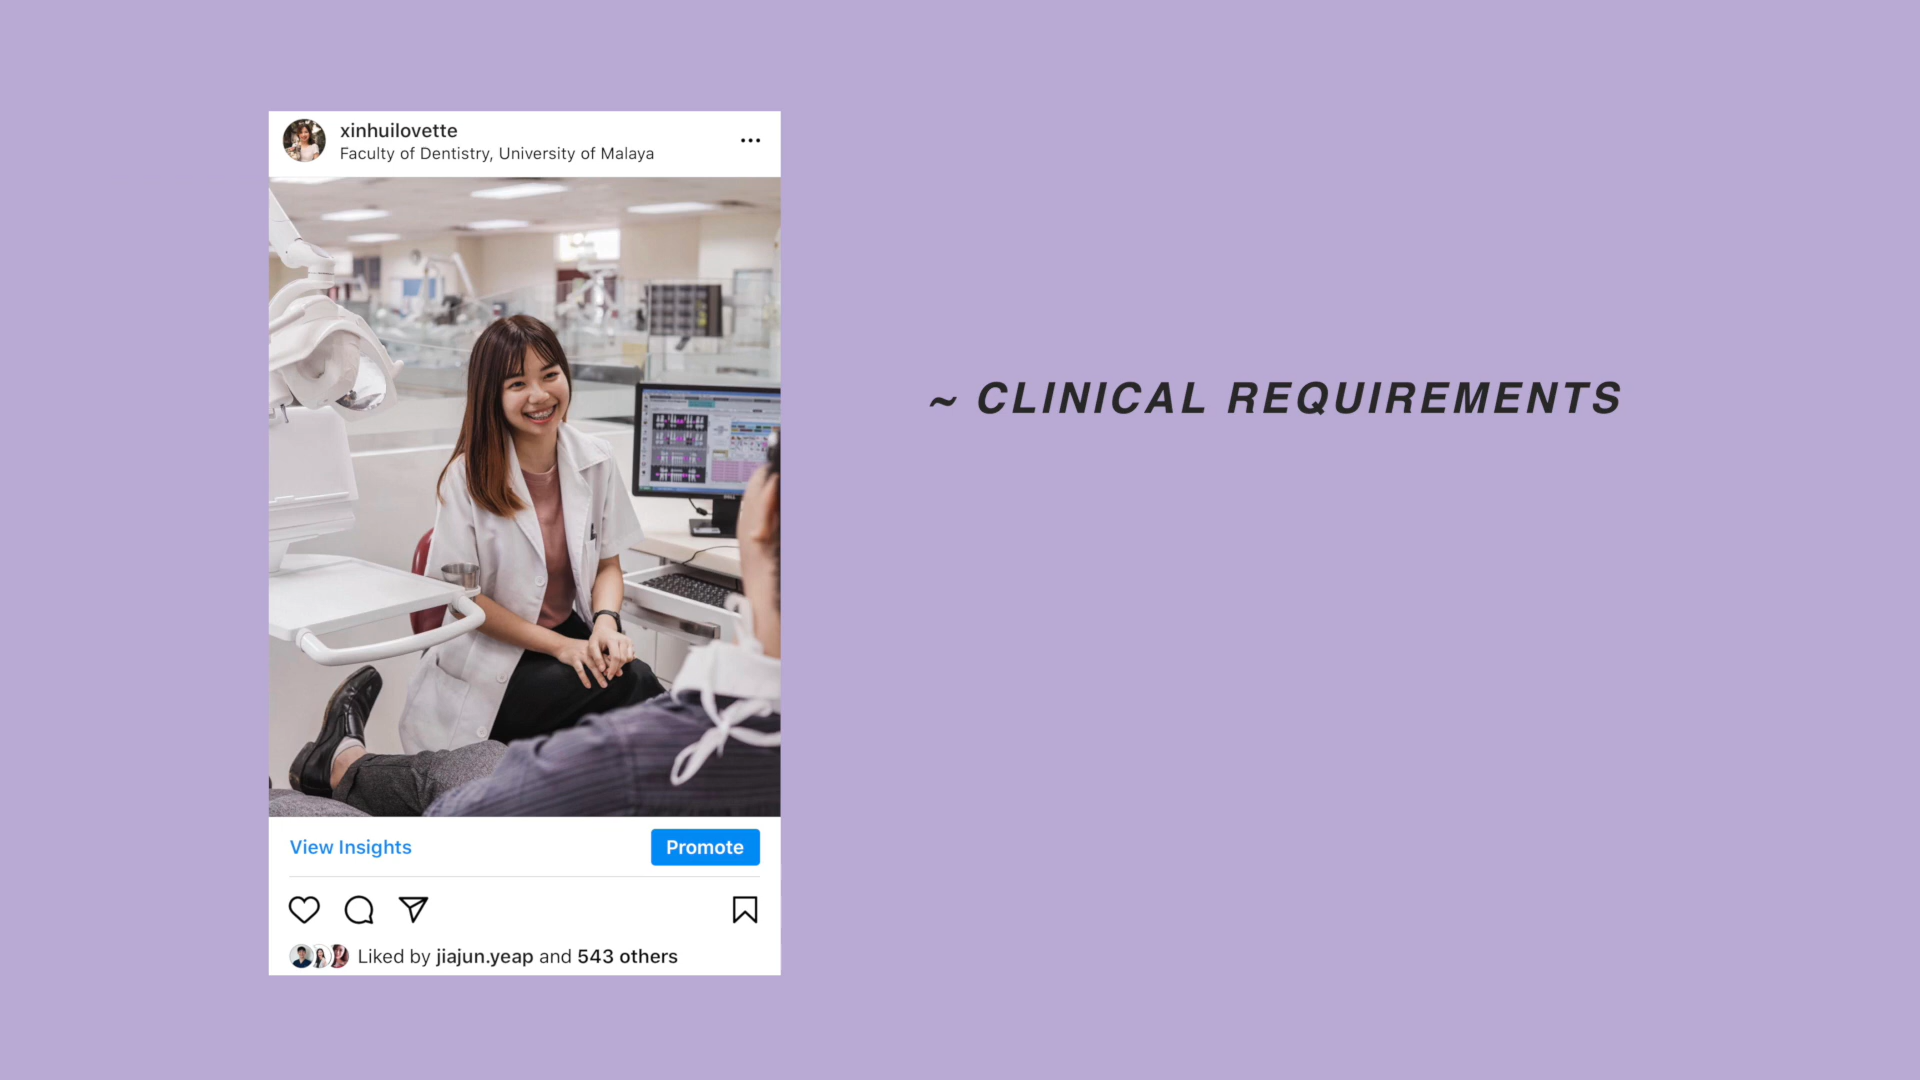 xinhuilovette
Faculty of Dentistry, University of Malaya
~ CLINICAL REQUIREMENTS
View Insights
Promote
Liked by jiajun.yeap and 543 others